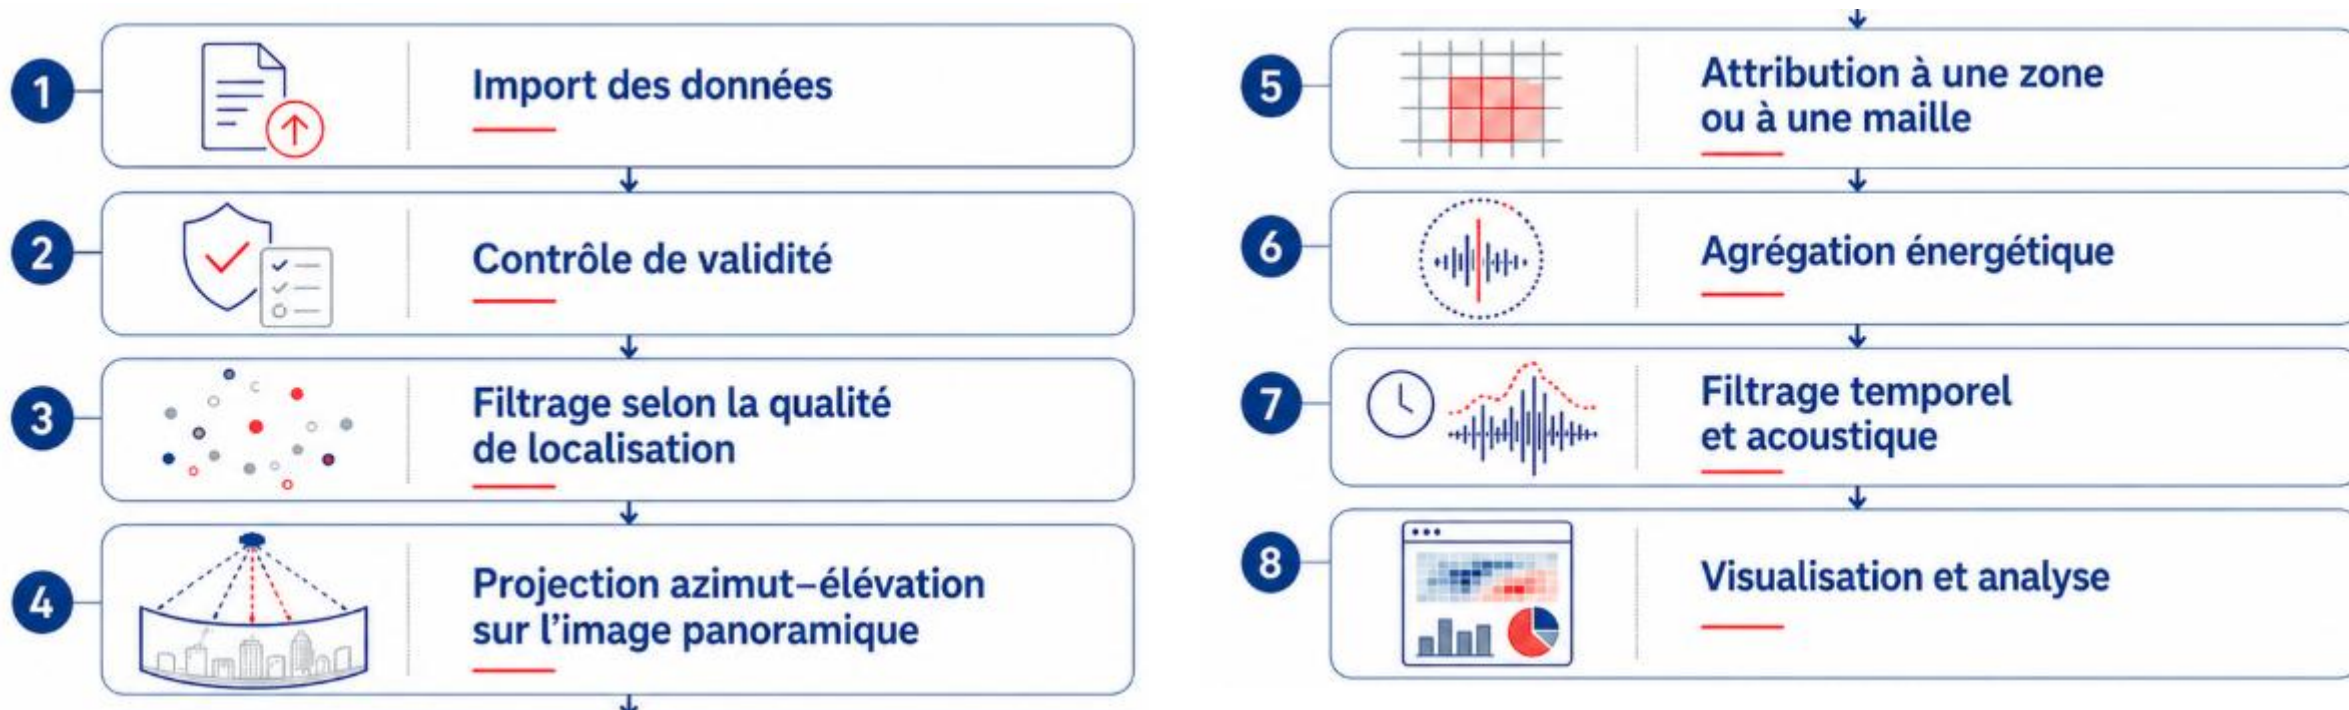 1
Import des données
2
Contrôle de validité
3
Filtrage selon la qualité
de localisation
4
Projection azimut–élévation
sur l'image panoramique
5
Attribution à une zone
ou à une maille
6
Agrégation énergétique
7
Filtrage temporel
et acoustique
8
Visualisation et analyse